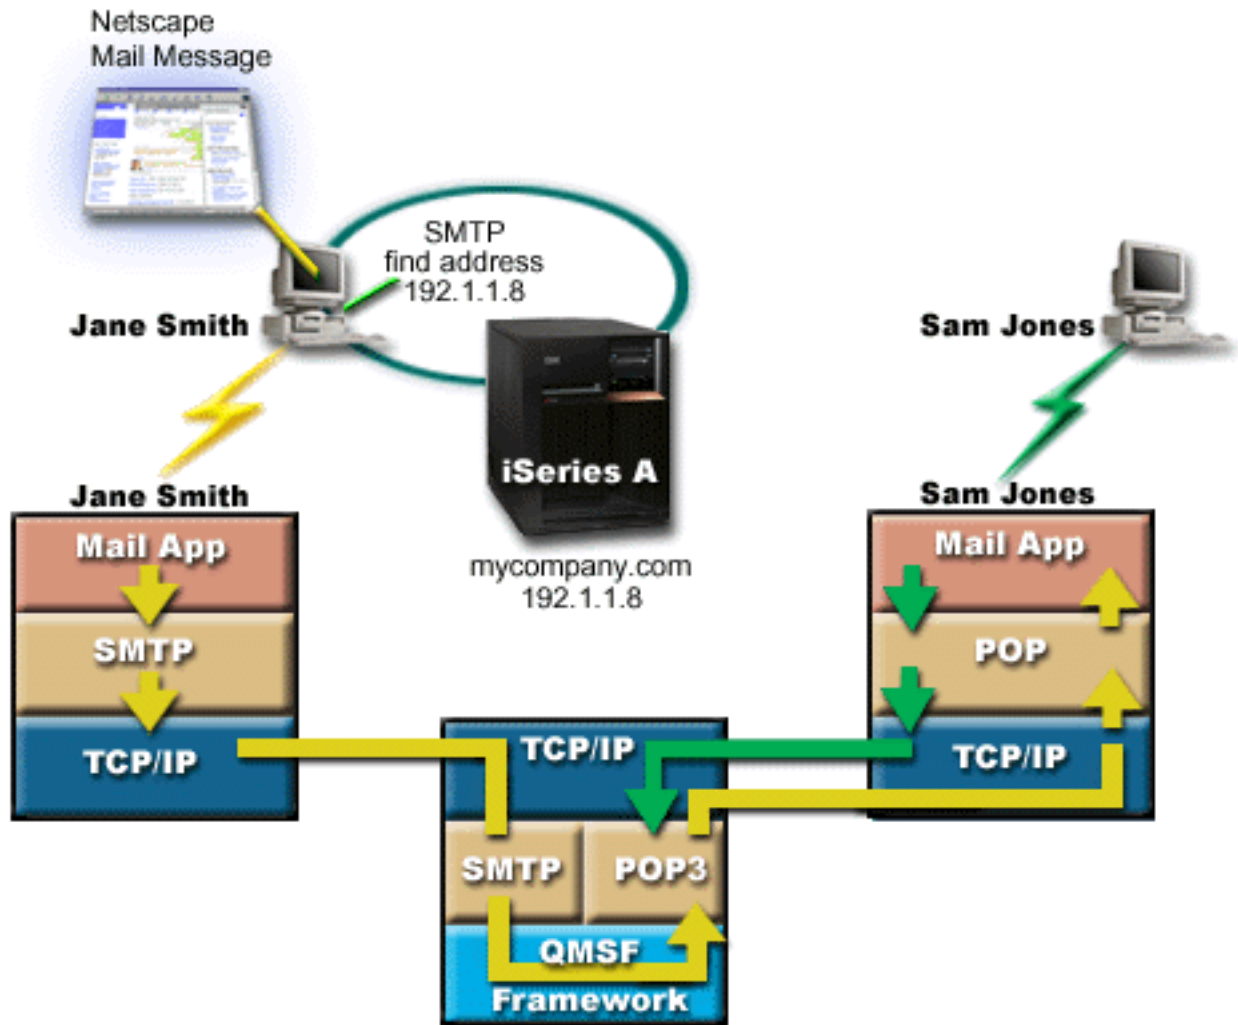 Netscape
Mail Message
SMTP
find address
192.1.1.8
Jane Smith
Sam Jones
iSeries A
mycompany.com
192.1.1.8
Jane Smith
Mail App
SMTP
TCP/IP
Sam Jones
Mail App
POP
TCP/IP
TCP/IP
SMTP
POP3
QMSF
Framework